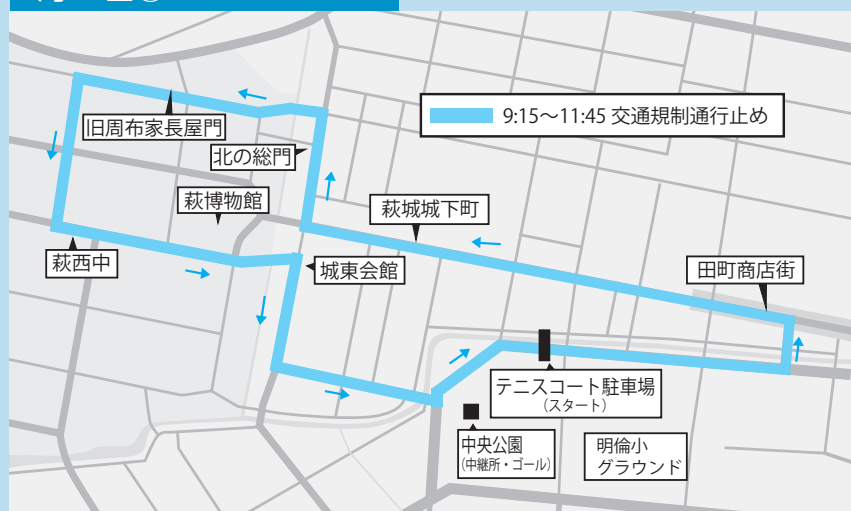 9:15～11:45 交通規制通行止め
旧周布家長屋門
北の総門
萩博物館
萩城城下町
萩西中
城東会館
田町商店街
テニスコート駐車場
（スタート）
中央公園
（中継所・ゴール）
明倫小
グラウンド